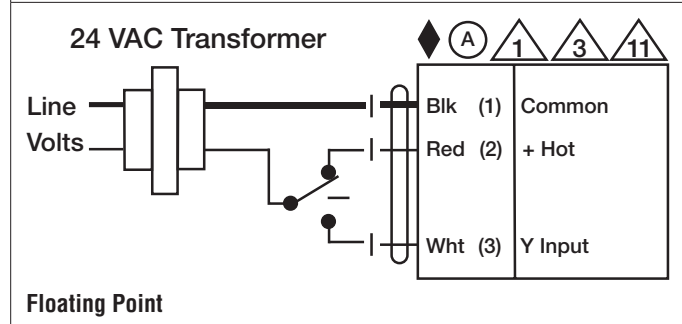 24 VAC Transformer
A 1 3 11
Line
Volts
Blk (1) Common
Red (2) + Hot
Wht (3) Y Input
Floating Point